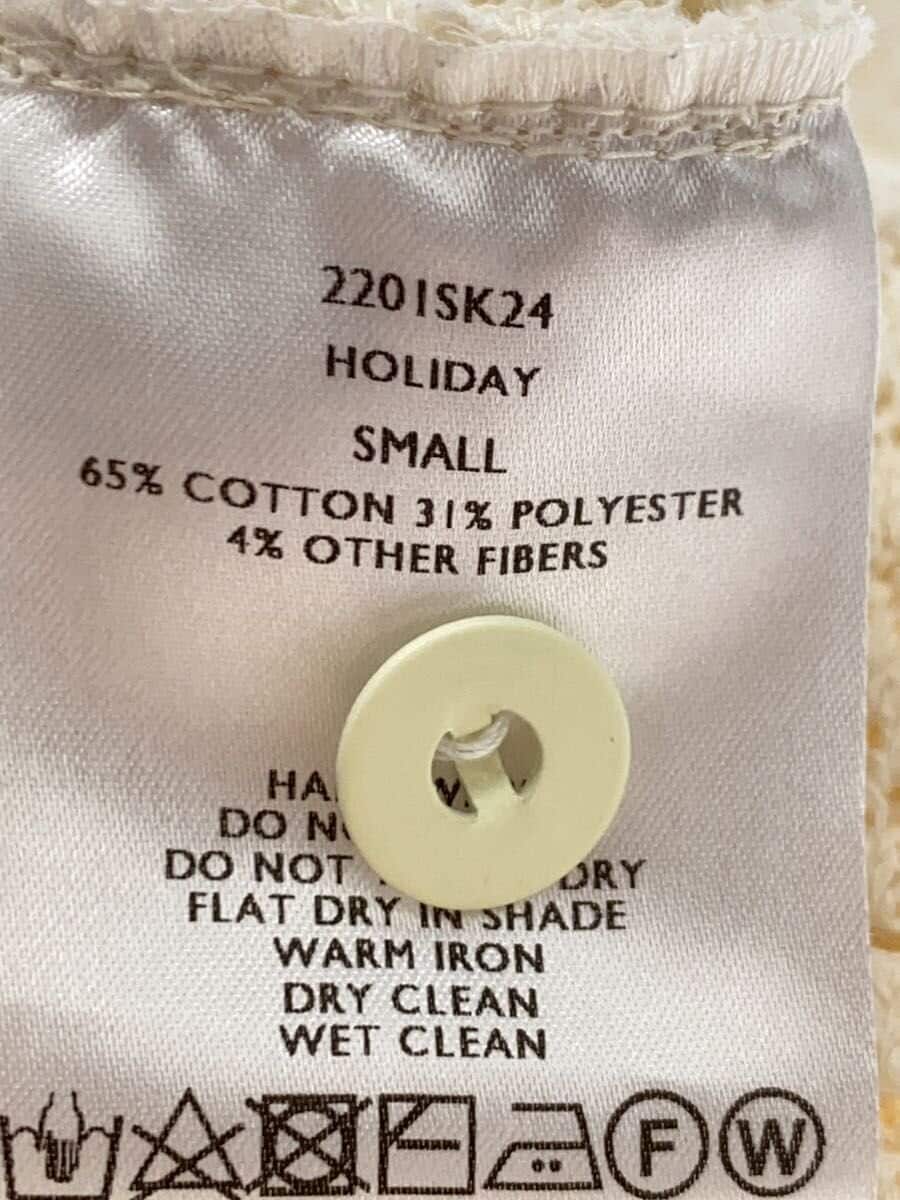 2201SK24
HOLIDAY
SMALL
65% COTTON 31% POLYESTER
4% OTHER FIBERS
DO
DO NOT DRY
FLAT DRY IN SHADE
WARM IRON
DRY CLEAN
WET CLEAN
F W